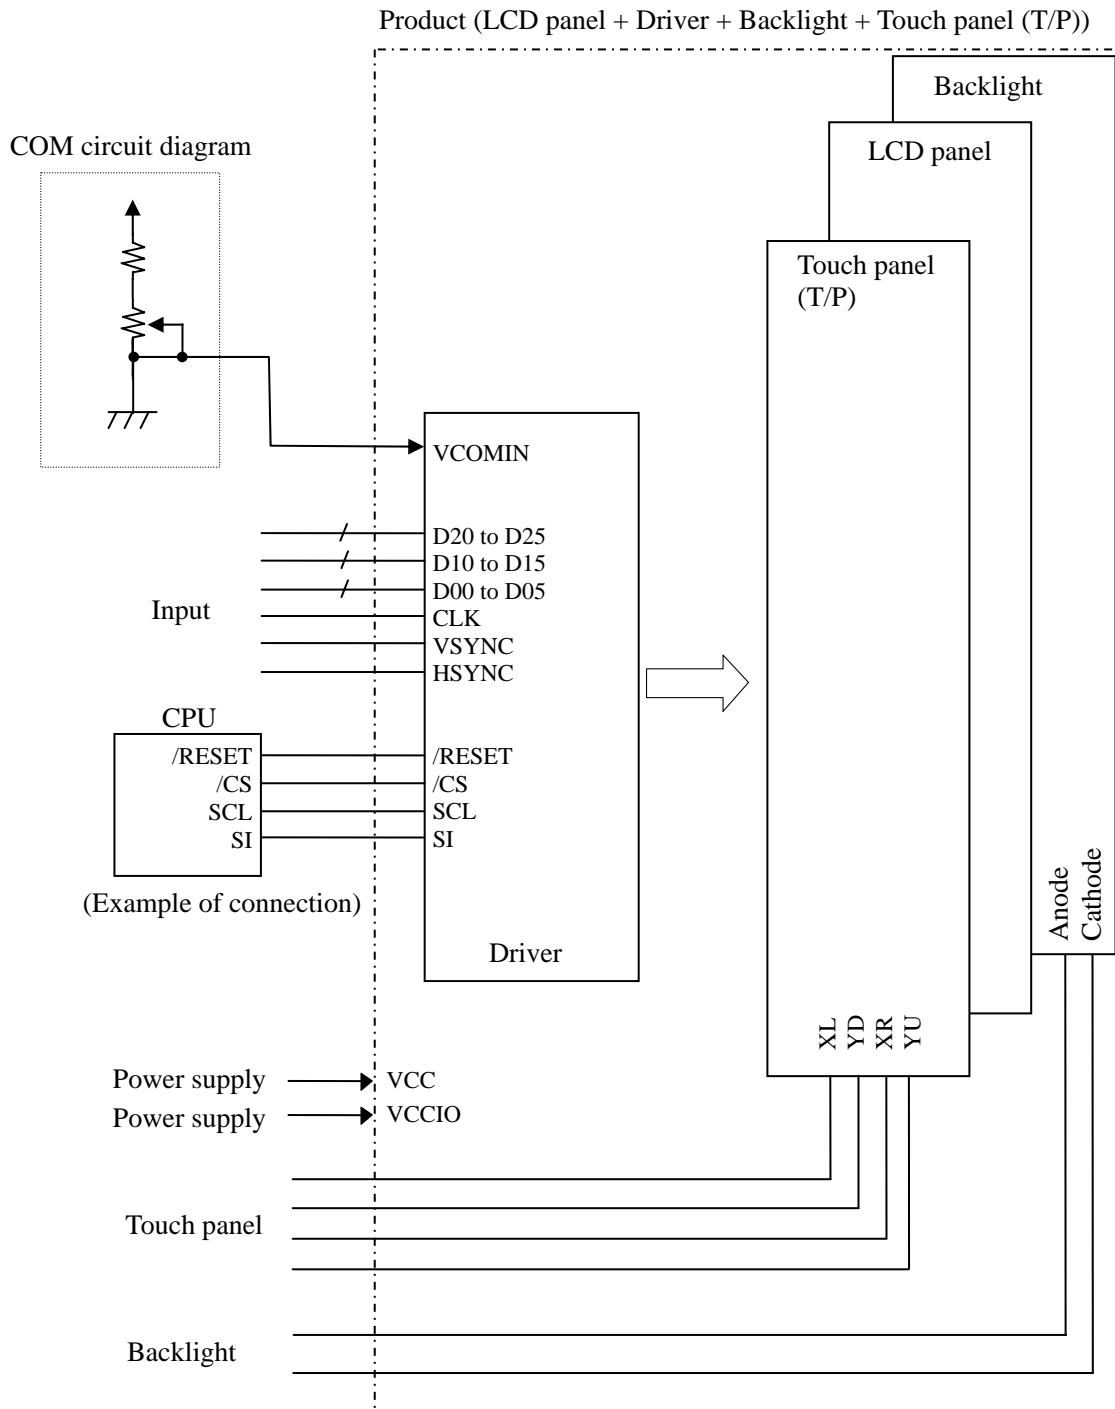 Product (LCD panel + Driver + Backlight + Touch panel (T/P))
Backlight
COM circuit diagram
LCD panel
Touch panel
(T/P)
VCOMIN
D20 to D25
D10 to D15
D00 to D05
Input
CLK
VSYNC
HSYNC
CPU
/RESET
/CS
SCL
SI
/RESET
/CS
SCL
SI
(Example of connection)
Driver
Anode
Cathode
XL
YD
XR
YU
Power supply
VCC
Power supply
VCCIO
Touch panel
Backlight